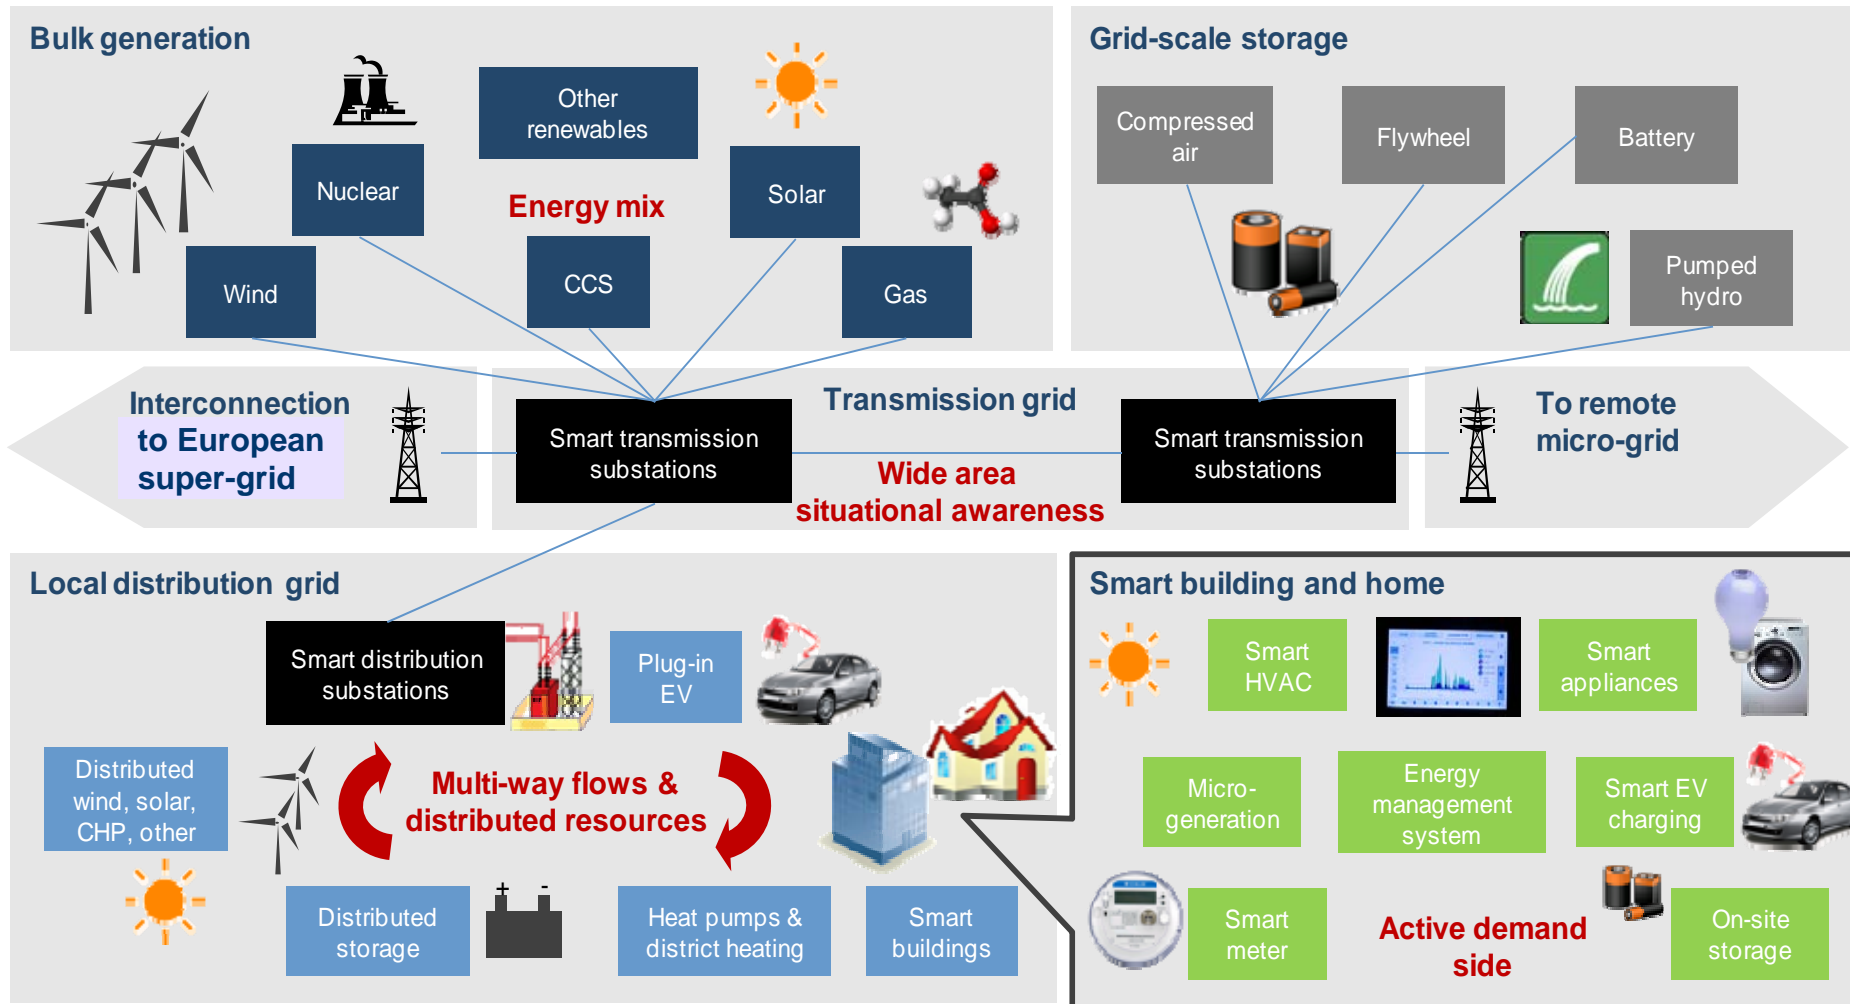 Bulk generation
Other
renewables
Nuclear
Energy mix
Solar
Wind
CCS
Gas
Grid-scale storage
Compressed
air
Flywheel
Battery
Pumped
hydro
Interconnection
to European
super-grid
Transmission grid
Smart transmission
substations
Wide area
situational awareness
Smart transmission
substations
To remote
micro-grid
Local distribution grid
Smart distribution
substations
Plug-in
EV
Distributed
wind, solar,
CHP, other
Multi-way flows &
distributed resources
+ -
Distributed
storage
Heat pumps &
district heating
Smart
buildings
Smart building and home
Smart
HVAC
Smart
appliances
Micro-
generation
Energy
management
system
Smart EV
charging
Smart
meter
Active demand
side
On-site
storage